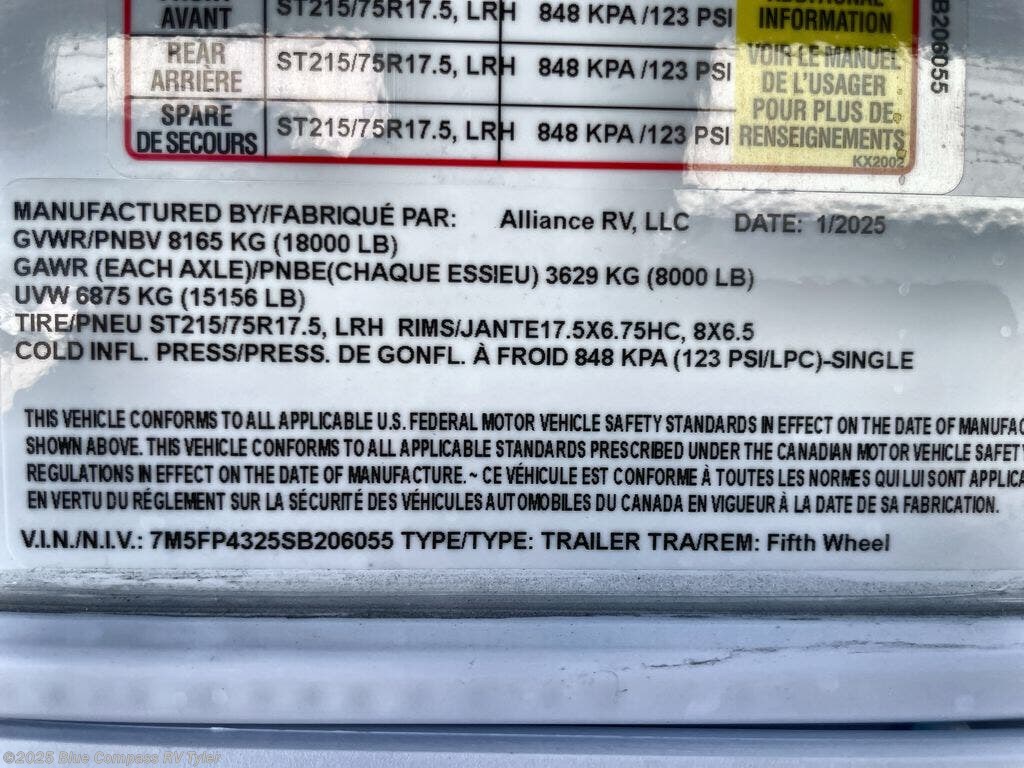 AVANT ST215/75R17.5, LRH 848 KPA /123 PSI
INFORMATION
REAR
ARRIÈRE ST215/75R17.5, LRH 848 KPA /123 PSI
VOIR LE MANUEL
DE L'USAGER
POUR PLUS DE
RENSEIGNEMENTS
KX2002
SPARE
DE SECOURS ST215/75R17.5, LRH 848 KPA /123 PSI
B206055
MANUFACTURED BY/FABRIQUÉ PAR: Alliance RV, LLC DATE: 1/2025
GVWR/PNBV 8165 KG (18000 LB)
GAWR (EACH AXLE)/PNBE(CHAQUE ESSIEU) 3629 KG (8000 LB)
UVW 6875 KG (15156 LB)
TIRE/PNEU ST215/75R17.5, LRH RIMS/JANTE17.5X6.75HC, 8X6.5
COLD INFL. PRESS/PRESS. DE GONFL. À FROID 848 KPA (123 PSI/LPC)-SINGLE
THIS VEHICLE CONFORMS TO ALL APPLICABLE U.S. FEDERAL MOTOR VEHICLE SAFETY STANDARDS IN EFFECT ON THE DATE OF MANUFAC
SHOWN ABOVE. THIS VEHICLE CONFORMS TO ALL APPLICABLE STANDARDS PRESCRIBED UNDER THE CANADIAN MOTOR VEHICLE SAFETY
REGULATIONS IN EFFECT ON THE DATE OF MANUFACTURE. ~ CE VÉHICULE EST CONFORME À TOUTES LES NORMES QUI LUI SONT APPLICA
EN VERTU DU RÉGLEMENT SUR LA SÉCURITÉ DES VÉHICULES AUTOMOBILES DU CANADA EN VIGUEUR À LA DATE DE SA FABRICATION.
V.I.N./N.I.V.: 7M5FP4325SB206055 TYPE/TYPE: TRAILER TRA/REM: Fifth Wheel
©2025 Blue Compass RV Tyler